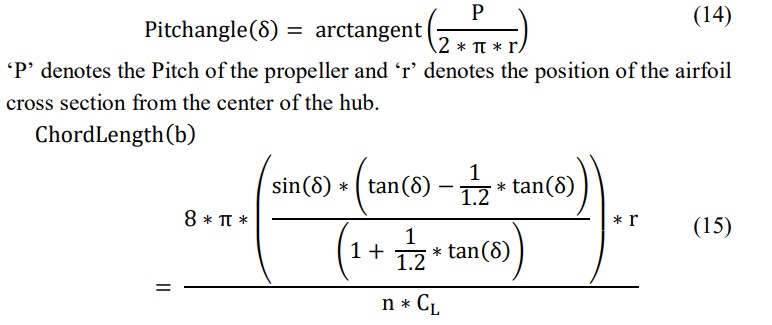 Pitchangle(δ) = arctangent(P / (2 ∗ π ∗ r)) (14)
‘P’ denotes the Pitch of the propeller and ‘r’ denotes the position of the airfoil
cross section from the center of the hub.
ChordLength(b)
= (8 ∗ π ∗ ((sin(δ) ∗ (tan(δ) − 1/1.2 ∗ tan(δ))) / (1 + 1/1.2 ∗ tan(δ))) ∗ r) / (n ∗ C_L) (15)